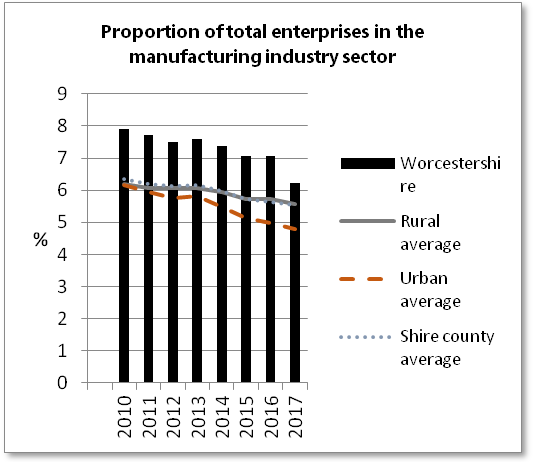 Proportion of total enterprises in the
manufacturing industry sector
9
8
7
6
5
4
3
2
1
0
%
2010
2011
2012
2013
2014
2015
2016
2017
Worcestershi
re
Rural
average
Urban
average
Shire county
average